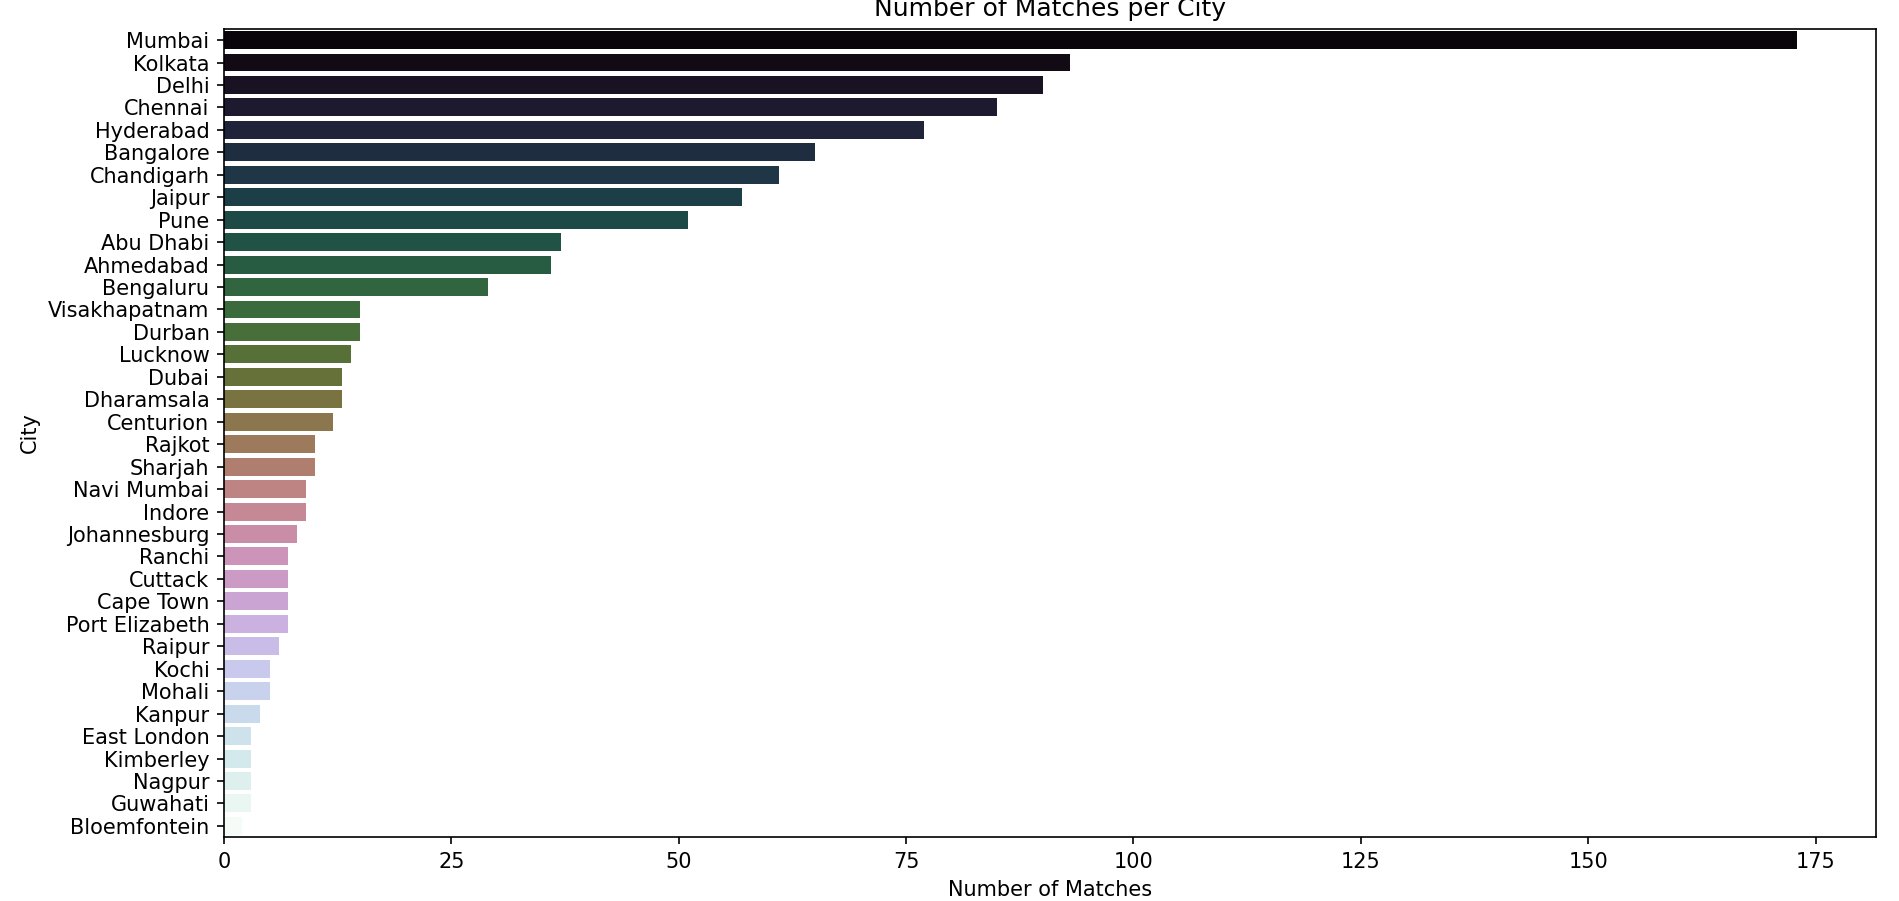 Number of Matches per City
Mumbai
Kolkata
Delhi
Chennai
Hyderabad
Bangalore
Chandigarh
Jaipur
Pune
Abu Dhabi
Ahmedabad
Bengaluru
Visakhapatnam
Durban
Lucknow
Dubai
Dharamsala
Centurion
Rajkot
Sharjah
Navi Mumbai
Indore
Johannesburg
Ranchi
Cuttack
Cape Town
Port Elizabeth
Raipur
Kochi
Mohali
Kanpur
East London
Kimberley
Nagpur
Guwahati
Bloemfontein
City
0 25 50 75 100 125 150 175
Number of Matches